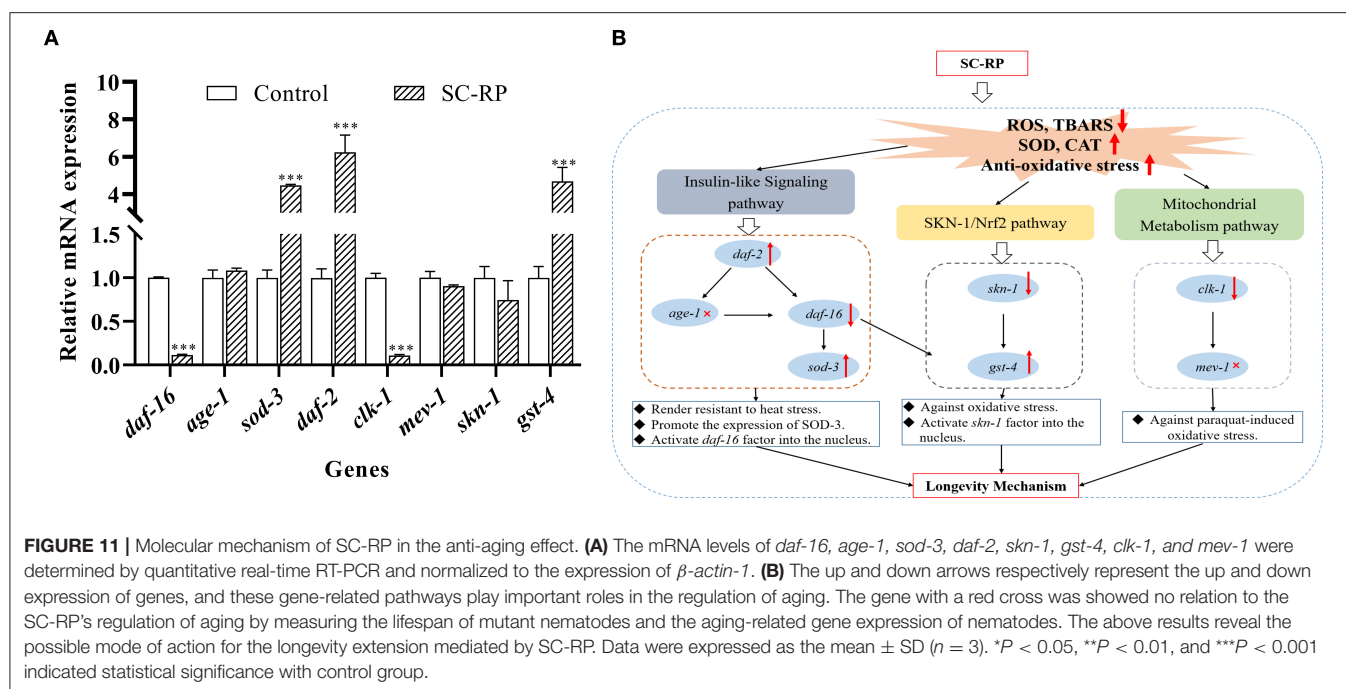 A
Relative mRNA expression
10
8
6
4
2
1.5
1.0
0.5
0.0
Control
SC-RP
***
***
***
***
***
daf-16
age-1
sod-3
daf-2
clk-1
mev-1
skn-1
gst-4
Genes
B
SC-RP
ROS, TBARS
SOD, CAT
Anti-oxidative stress
Insulin-like Signaling
pathway
SKN-1/Nrf2 pathway
Mitochondrial
Metabolism pathway
daf-2
age-1 ×
daf-16
sod-3
skn-1
gst-4
clk-1
mev-1 ×
◆ Render resistant to heat stress.
◆ Promote the expression of SOD-3.
◆ Activate daf-16 factor into the nucleus.
◆ Against oxidative stress.
◆ Activate skn-1 factor into the
nucleus.
◆ Against paraquat-induced
oxidative stress.
Longevity Mechanism
FIGURE 11 | Molecular mechanism of SC-RP in the anti-aging effect. (A) The mRNA levels of daf-16, age-1, sod-3, daf-2, skn-1, gst-4, clk-1, and mev-1 were
determined by quantitative real-time RT-PCR and normalized to the expression of β-actin-1. (B) The up and down arrows respectively represent the up and down
expression of genes, and these gene-related pathways play important roles in the regulation of aging. The gene with a red cross was showed no relation to the
SC-RP's regulation of aging by measuring the lifespan of mutant nematodes and the aging-related gene expression of nematodes. The above results reveal the
possible mode of action for the longevity extension mediated by SC-RP. Data were expressed as the mean ± SD (n = 3). *P < 0.05, **P < 0.01, and ***P < 0.001
indicated statistical significance with control group.